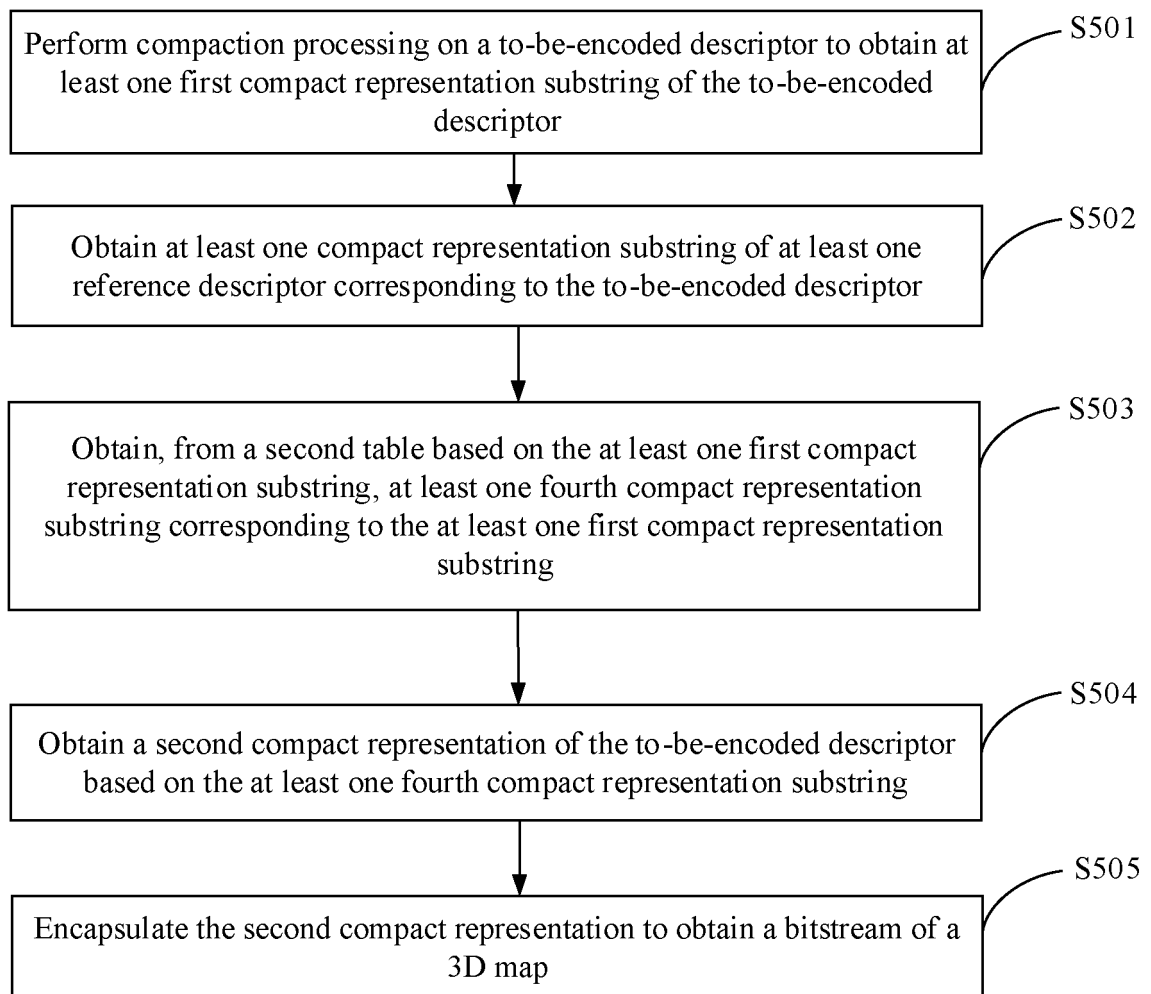 Perform compaction processing on a to-be-encoded descriptor to obtain at
least one first compact representation substring of the to-be-encoded
descriptor
S501
Obtain at least one compact representation substring of at least one
reference descriptor corresponding to the to-be-encoded descriptor
S502
Obtain, from a second table based on the at least one first compact
representation substring, at least one fourth compact representation
substring corresponding to the at least one first compact representation
substring
S503
Obtain a second compact representation of the to-be-encoded descriptor
based on the at least one fourth compact representation substring
S504
Encapsulate the second compact representation to obtain a bitstream of a
3D map
S505